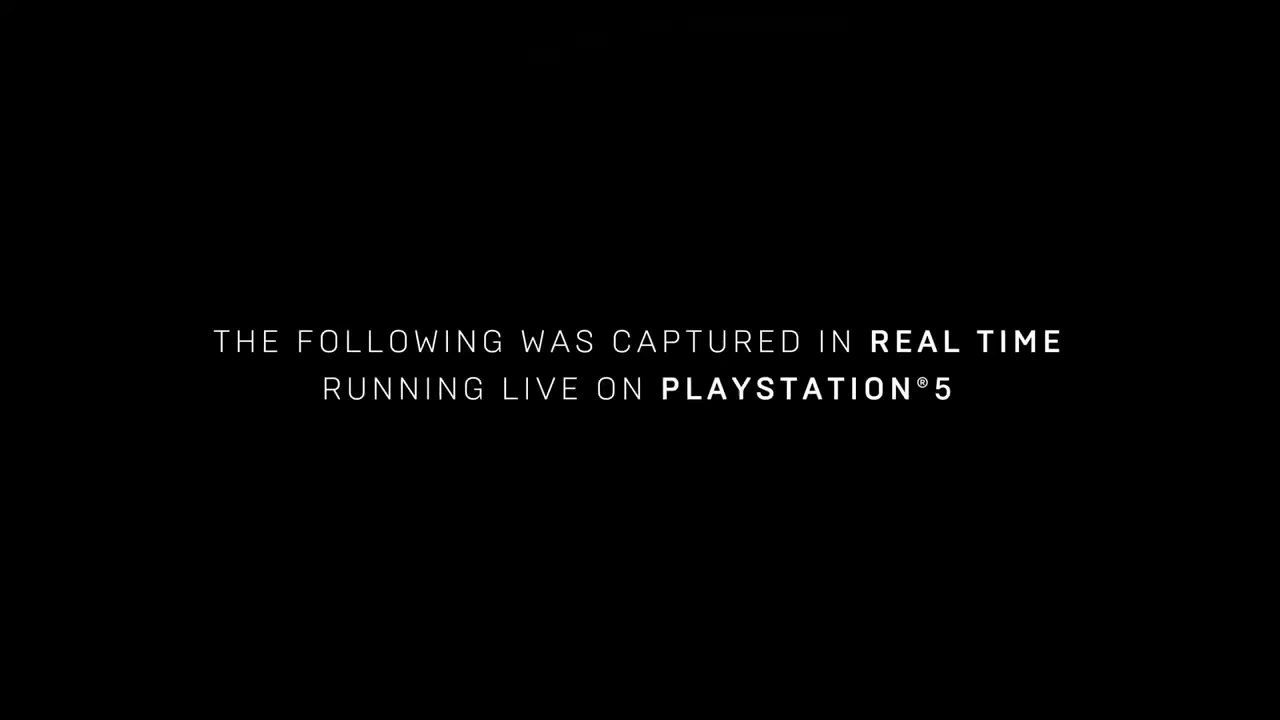 THE FOLLOWING WAS CAPTURED IN REAL TIME
RUNNING LIVE ON PLAYSTATION®5